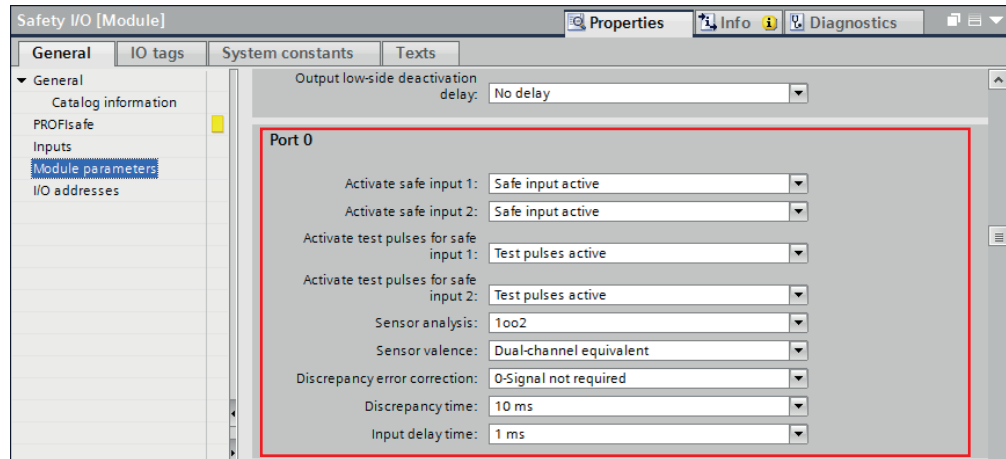 Safety I/O [Module]
Properties
Info
Diagnostics
General
IO tags
System constants
Texts
General
Catalog information
PROFIsafe
Inputs
Module parameters
I/O addresses
Output low-side deactivation
delay: No delay
Port 0
Activate safe input 1: Safe input active
Activate safe input 2: Safe input active
Activate test pulses for safe
input 1: Test pulses active
Activate test pulses for safe
input 2: Test pulses active
Sensor analysis: 1oo2
Sensor valence: Dual-channel equivalent
Discrepancy error correction: 0-Signal not required
Discrepancy time: 10 ms
Input delay time: 1 ms